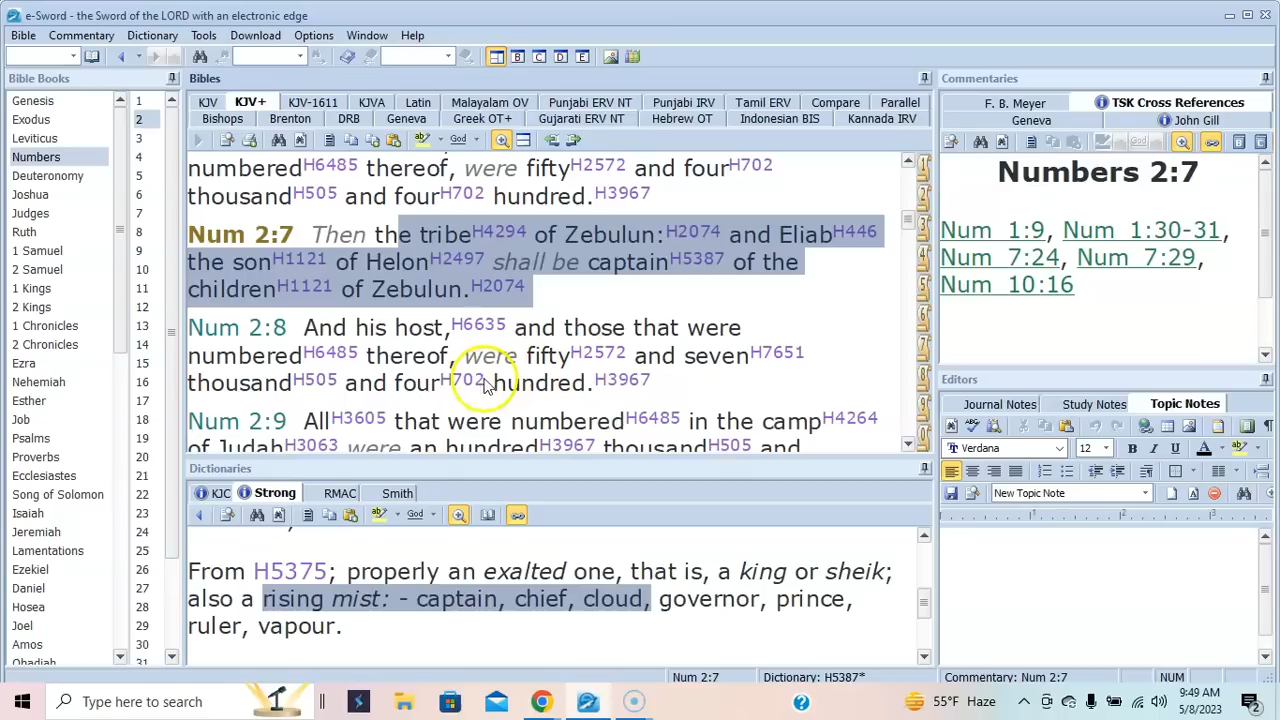 e-Sword - the Sword of the LORD with an electronic edge
Bible Commentary Dictionary Tools Download Options Window Help
B C D E
Bible Books
Genesis
Exodus
Leviticus
Numbers
Deuteronomy
Joshua
Judges
Ruth
1 Samuel
2 Samuel
1 Kings
2 Kings
1 Chronicles
2 Chronicles
Ezra
Nehemiah
Esther
Job
Psalms
Proverbs
Ecclesiastes
Song of Solomon
Isaiah
Jeremiah
Lamentations
Ezekiel
Daniel
Hosea
Joel
Amos
Obadiah
1
2
3
4
5
6
7
8
9
10
11
12
13
14
15
16
17
18
19
20
21
22
23
24
25
26
27
28
29
30
31
Bibles
KJV KJV+ KJV-1611 KJVA Latin Malayalam OV Punjabi ERV NT Punjabi IRV Tamil ERV Compare Parallel
Bishops Brenton DRB Geneva Greek OT+ Gujarati ERV NT Hebrew OT Indonesian BIS Kannada IRV
numberedH6485 thereof, were fiftyH2572 and fourH702
thousandH505 and fourH702 hundred.H3967
Num 2:7 Then the tribeH4294 of Zebulun:H2074 and EliabH446
the sonH1121 of HelonH2497 shall be captainH5387 of the
childrenH1121 of Zebulun.H2074
Num 2:8 And his host,H6635 and those that were
numberedH6485 thereof, were fiftyH2572 and sevenH7651
thousandH505 and fourH702 hundred.H3967
Num 2:9 AllH3605 that were numberedH6485 in the campH4264
of JudahH3063 were an hundredH3967 thousandH505 and
Dictionaries
KJC Strong RMAC Smith
From H5375; properly an exalted one, that is, a king or sheik;
also a rising mist: - captain, chief, cloud, governor, prince,
ruler, vapour.
Num 2:7 Dictionary: H5387*
Commentaries
F. B. Meyer TSK Cross References
Geneva John Gill
Numbers 2:7
Num 1:9, Num 1:30-31,
Num 7:24, Num 7:29,
Num 10:16
Editors
Journal Notes Study Notes Topic Notes
Verdana 12 B I U A
New Topic Note
1 2 3
Commentary: Num 2:7 NUM
Type here to search
55°F Haze
9:49 AM
5/8/2023
2